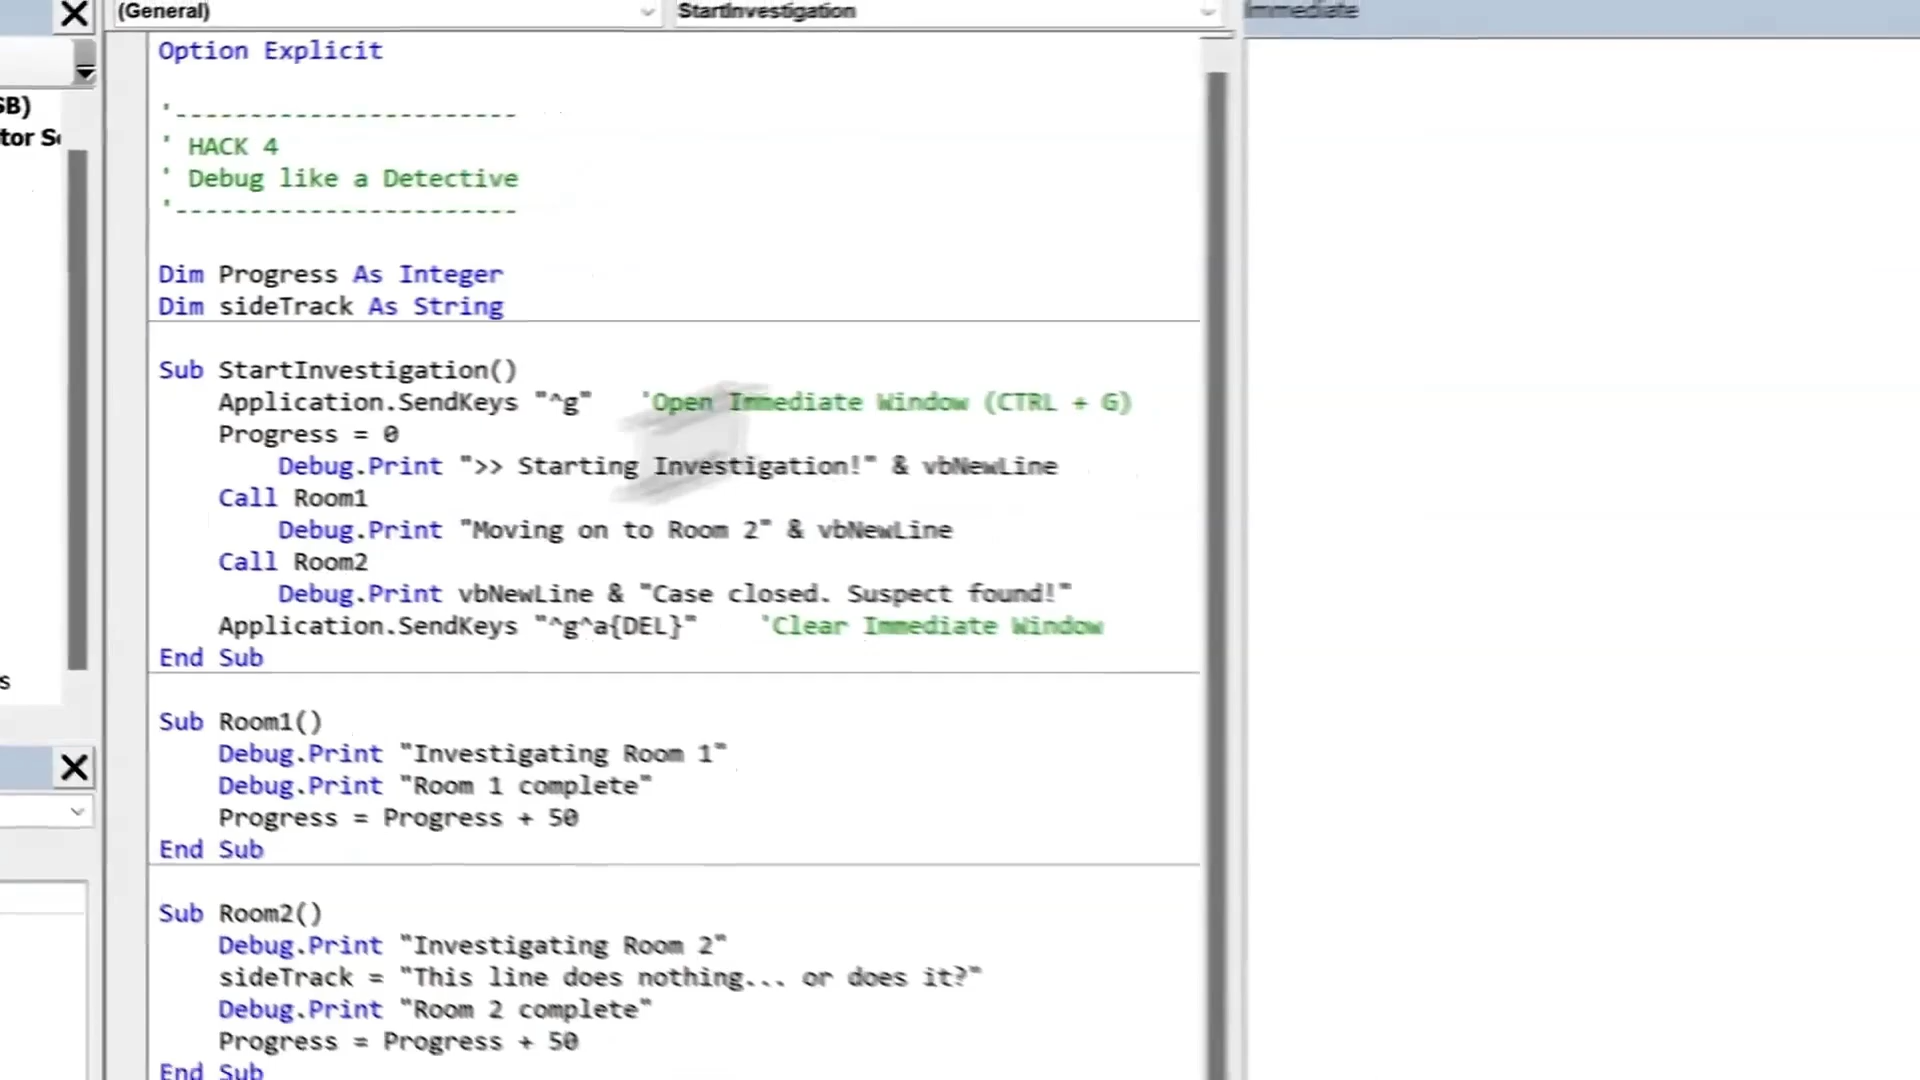 (General)
StartInvestigation
Immediate
SB)
tor
s
Option Explicit
'-----------------------
' HACK 4
' Debug like a Detective
'-----------------------
Dim Progress As Integer
Dim sideTrack As String
Sub StartInvestigation()
Application.SendKeys "^g" 'Open Immediate Window (CTRL + G)
Progress = 0
Debug.Print ">> Starting Investigation!" & vbNewLine
Call Room1
Debug.Print "Moving on to Room 2" & vbNewLine
Call Room2
Debug.Print vbNewLine & "Case closed. Suspect found!"
Application.SendKeys "^g^a{DEL}" 'Clear Immediate Window
End Sub
Sub Room1()
Debug.Print "Investigating Room 1"
Debug.Print "Room 1 complete"
Progress = Progress + 50
End Sub
Sub Room2()
Debug.Print "Investigating Room 2"
sideTrack = "This line does nothing... or does it?"
Debug.Print "Room 2 complete"
Progress = Progress + 50
End Sub